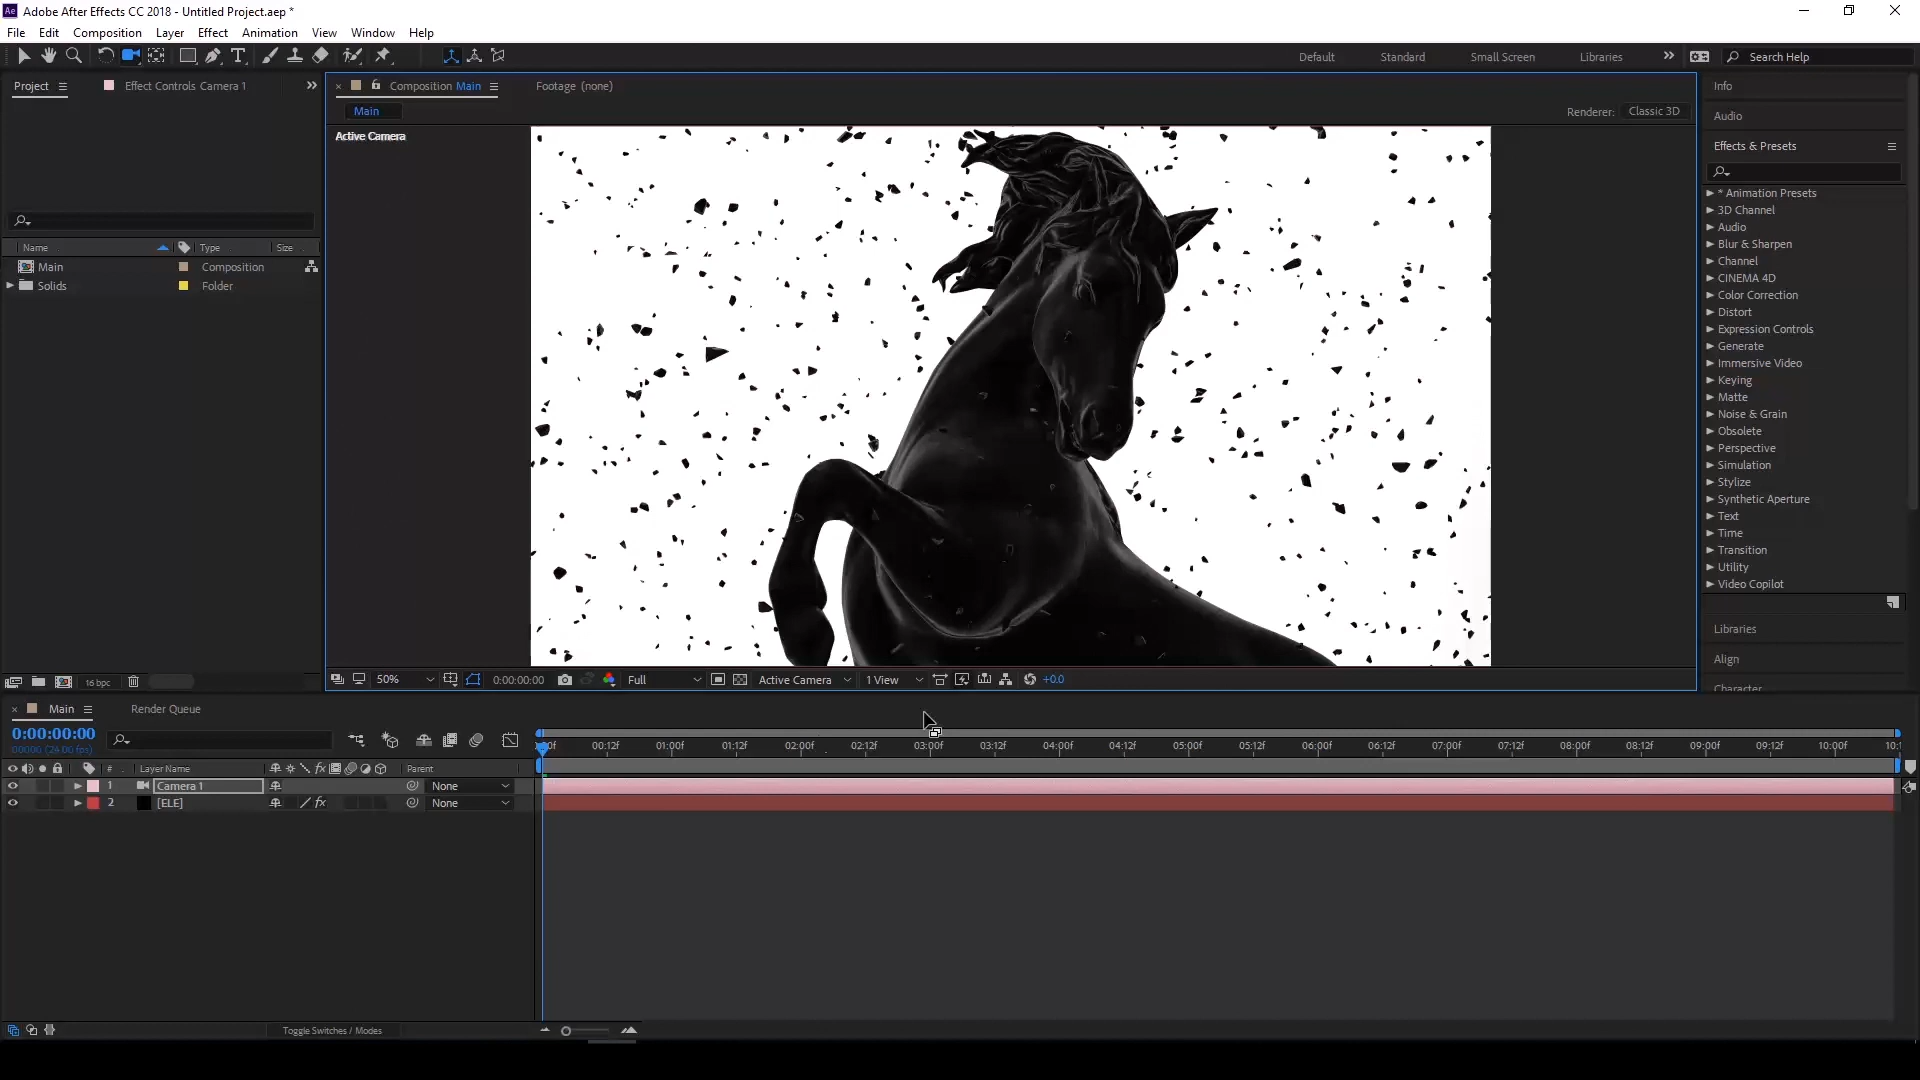 Adobe After Effects CC 2018 - Untitled Project.aep *
File Edit Composition Layer Effect Animation View Window Help
Default Standard Small Screen Libraries Search Help
Project Effect Controls Camera 1
Composition Main Footage (none)
Main
Renderer: Classic 3D
Active Camera
Name Type Size
Main Composition
Solids Folder
16 bpc
50% 0:00:00:00 Full Active Camera 1 View +0.0
Info
Audio
Effects & Presets
* Animation Presets
3D Channel
Audio
Blur & Sharpen
Channel
CINEMA 4D
Color Correction
Distort
Expression Controls
Generate
Immersive Video
Keying
Matte
Noise & Grain
Obsolete
Perspective
Simulation
Stylize
Synthetic Aperture
Text
Time
Transition
Utility
Video Copilot
Libraries
Align
Character
Main Render Queue
0:00:00:00
00000 (24.00 fps)
00:12f 01:00f 01:12f 02:00f 02:12f 03:00f 03:12f 04:00f 04:12f 05:00f 05:12f 06:00f 06:12f 07:00f 07:12f 08:00f 08:12f 09:00f 09:12f 10:00f
# Layer Name Parent
1 Camera 1 None
2 [ELE] None
Toggle Switches / Modes